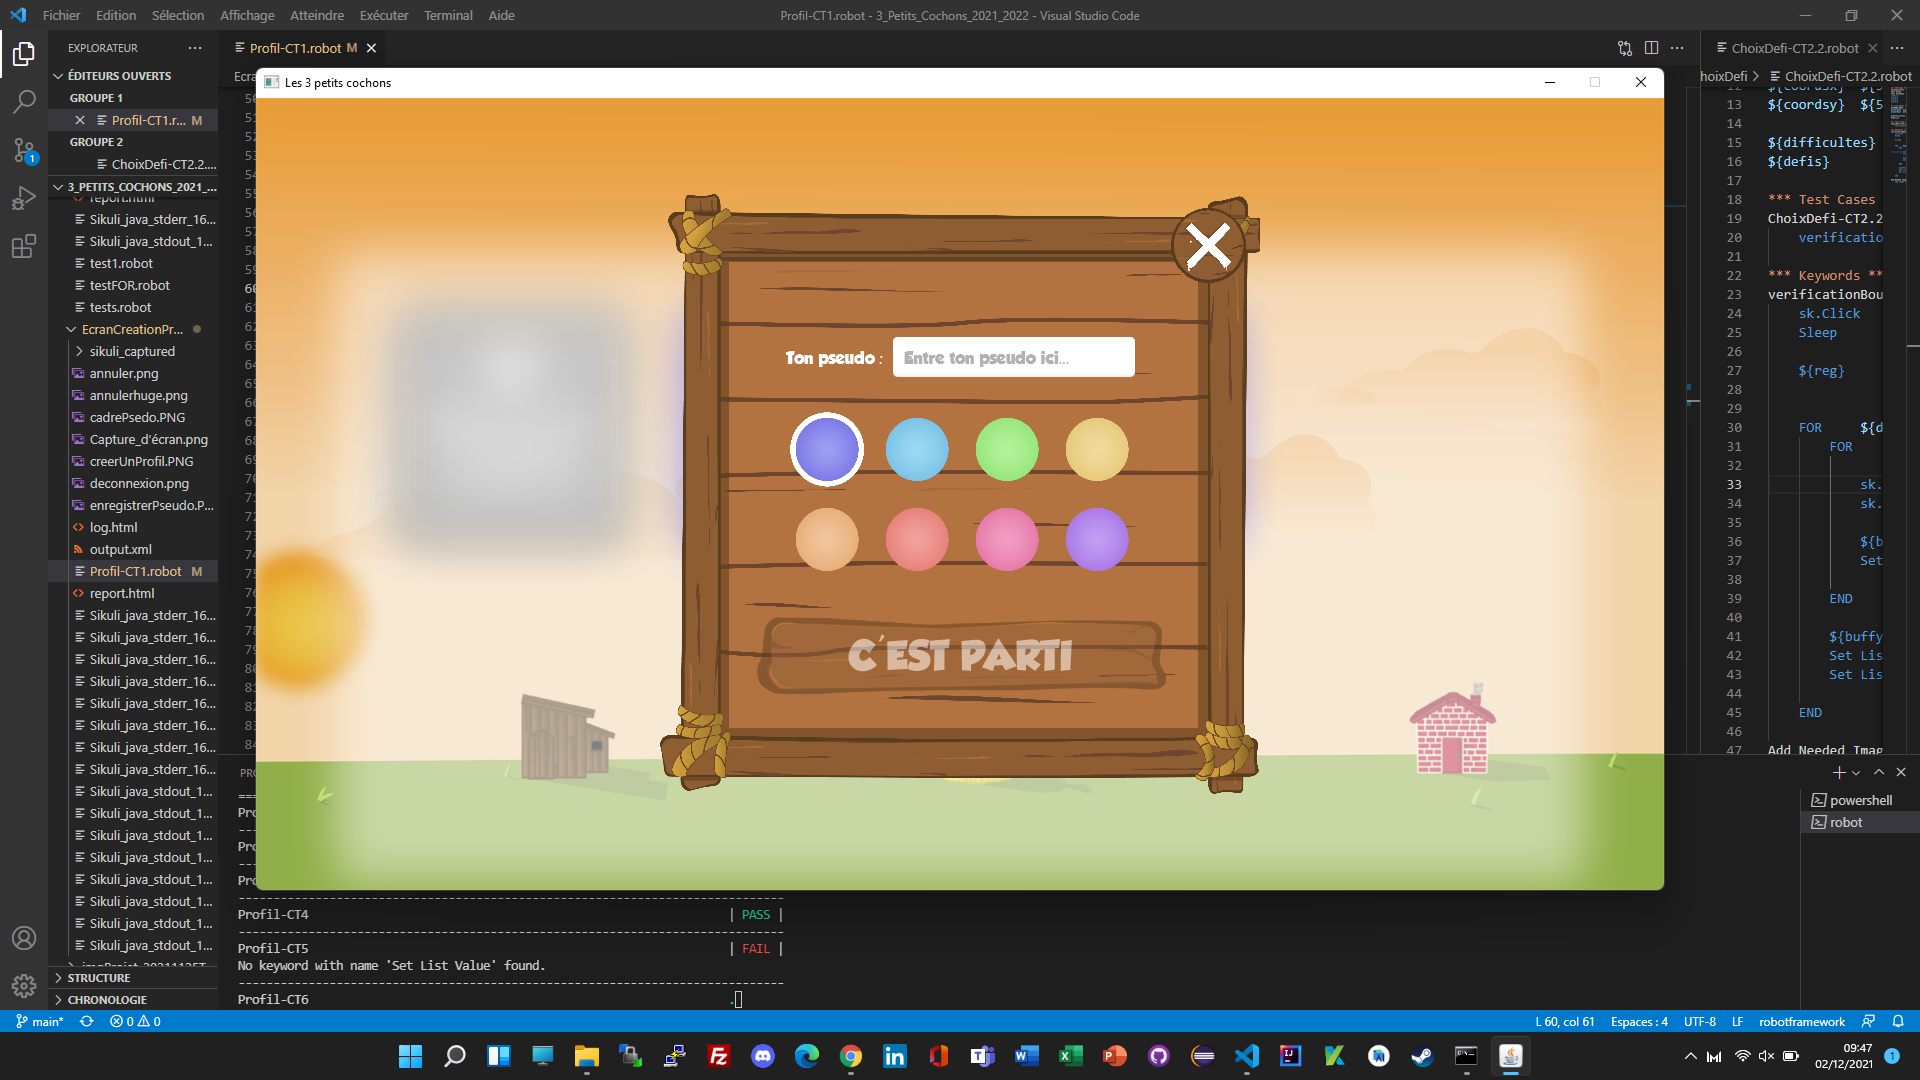 Fichier Edition Sélection Affichage Atteindre Exécuter Terminal Aide
Profil-CT1.robot - 3_Petits_Cochons_2021_2022 - Visual Studio Code
EXPLORATEUR
ÉDITEURS OUVERTS
GROUPE 1
Profil-CT1.r... M
GROUPE 2
ChoixDefi-CT2.2....
3_PETITS_COCHONS_2021_...
report.html
Sikuli_java_stderr_16...
Sikuli_java_stdout_1...
test1.robot
testFOR.robot
tests.robot
EcranCreationPr...
sikuli_captured
annuler.png
annulerhuge.png
cadrePsedo.PNG
Capture_d'écran.png
creerUnProfil.PNG
deconnexion.png
enregistrerPseudo.P...
log.html
output.xml
Profil-CT1.robot M
report.html
Sikuli_java_stderr_16...
Sikuli_java_stderr_16...
Sikuli_java_stderr_16...
Sikuli_java_stderr_16...
Sikuli_java_stderr_16...
Sikuli_java_stderr_16...
Sikuli_java_stderr_16...
Sikuli_java_stderr_16...
Sikuli_java_stdout_1...
Sikuli_java_stdout_1...
Sikuli_java_stdout_1...
Sikuli_java_stdout_1...
Sikuli_java_stdout_1...
Sikuli_java_stdout_1...
Sikuli_java_stdout_1...
Sikuli_java_stdout_1...
STRUCTURE
CHRONOLOGIE
Profil-CT1.robot M
Les 3 petits cochons
Ton pseudo : Entre ton pseudo ici...
C'EST PARTI
ChoixDefi-CT2.2.robot
hoixDefi > ChoixDefi-CT2.2.robot
13 ${coordsy} ${5
14
15 ${difficultes}
16 ${defis}
17
18 *** Test Cases
19 ChoixDefi-CT2.2
20 verificatio
21
22 *** Keywords **
23 verificationBou
24 sk.Click
25 Sleep
26
27 ${reg}
28
29
30 FOR ${d
31 FOR
32
33 sk.
34 sk.
35
36 ${b
37 Set
38
39 END
40
41 ${buffy
42 Set Lis
43 Set Lis
44
45 END
46
47 Add Needed Imag
powershell
robot
Profil-CT4 | PASS |
Profil-CT5 | FAIL |
No keyword with name 'Set List Value' found.
Profil-CT6 .
main* 0 0
L 60, col 61 Espaces : 4 UTF-8 LF robotframework
09:47
02/12/2021
1